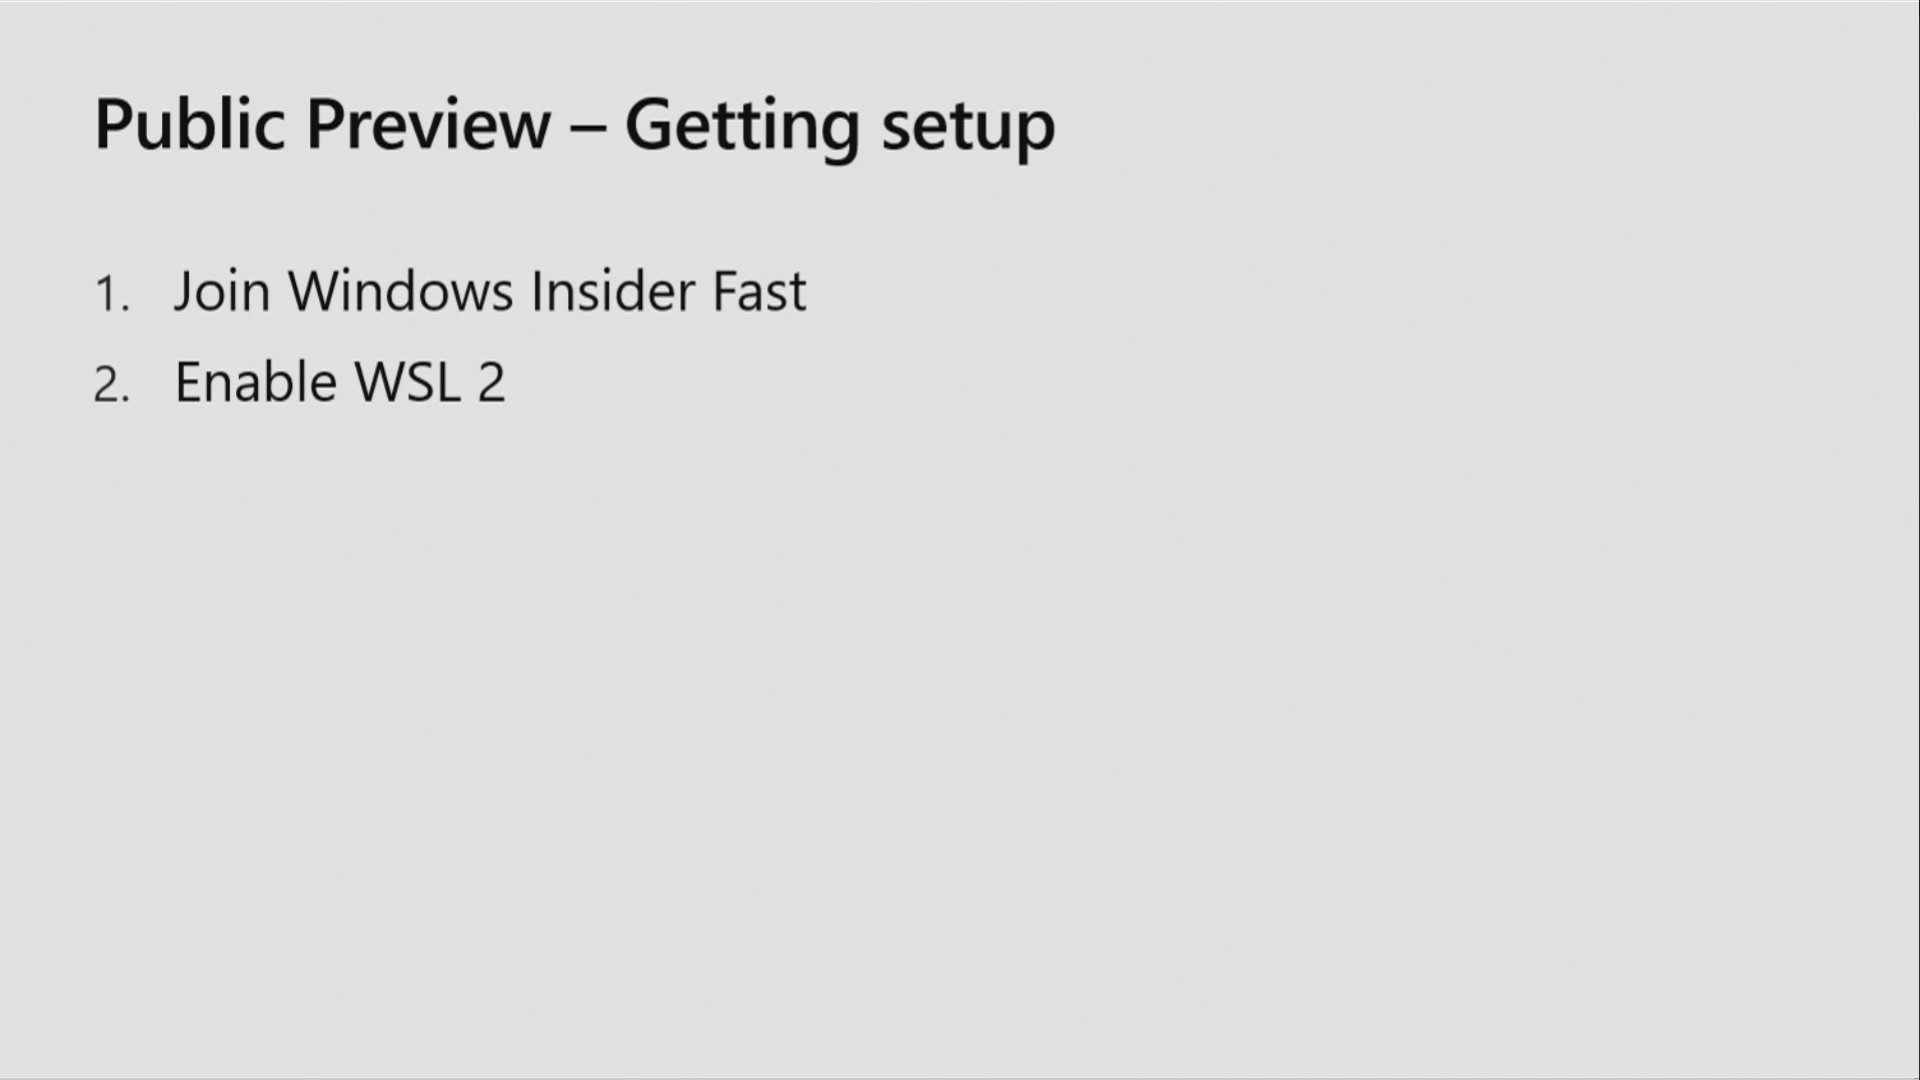 Public Preview – Getting setup
1. Join Windows Insider Fast
2. Enable WSL 2